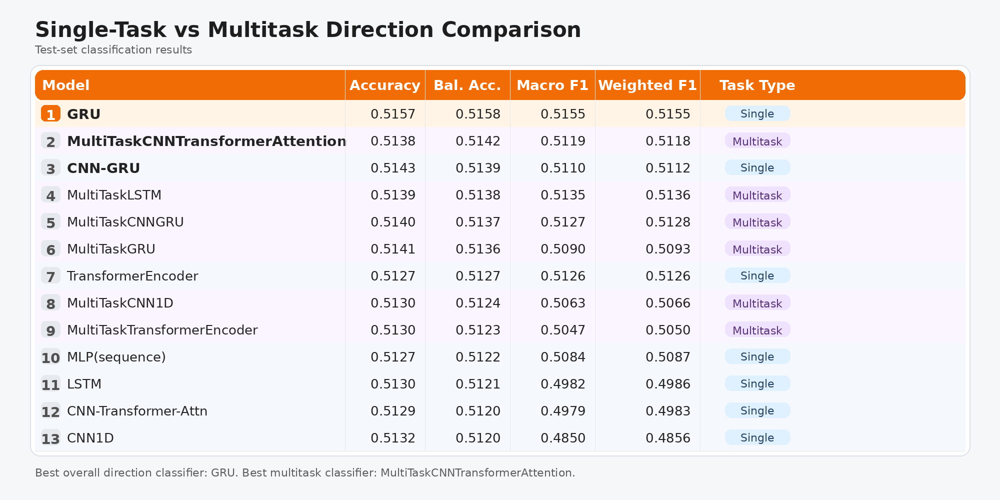 Single-Task vs Multitask Direction Comparison
Test-set classification results
Model Accuracy Bal. Acc. Macro F1 Weighted F1 Task Type
1 GRU 0.5157 0.5158 0.5155 0.5155 Single
2 MultiTaskCNNTransformerAttention 0.5138 0.5142 0.5119 0.5118 Multitask
3 CNN-GRU 0.5143 0.5139 0.5110 0.5112 Single
4 MultiTaskLSTM 0.5139 0.5138 0.5135 0.5136 Multitask
5 MultiTaskCNNGRU 0.5140 0.5137 0.5127 0.5128 Multitask
6 MultiTaskGRU 0.5141 0.5136 0.5090 0.5093 Multitask
7 TransformerEncoder 0.5127 0.5127 0.5126 0.5126 Single
8 MultiTaskCNN1D 0.5130 0.5124 0.5063 0.5066 Multitask
9 MultiTaskTransformerEncoder 0.5130 0.5123 0.5047 0.5050 Multitask
10 MLP(sequence) 0.5127 0.5122 0.5084 0.5087 Single
11 LSTM 0.5130 0.5121 0.4982 0.4986 Single
12 CNN-Transformer-Attn 0.5129 0.5120 0.4979 0.4983 Single
13 CNN1D 0.5132 0.5120 0.4850 0.4856 Single
Best overall direction classifier: GRU. Best multitask classifier: MultiTaskCNNTransformerAttention.